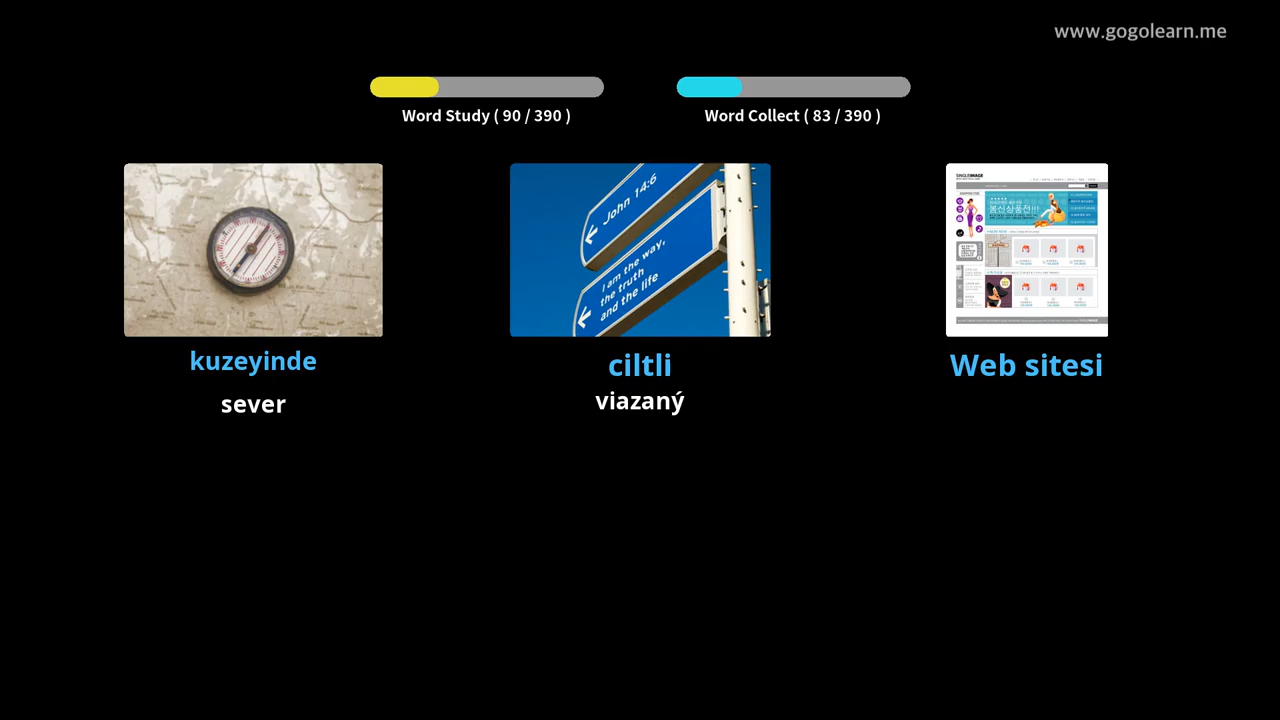 www.gogolearn.me
Word Study ( 90 / 390 )
Word Collect ( 83 / 390 )
John 14:6
I am the way,
the truth
and the life
SINGLEIMAGE
kuzeyinde
sever
ciltli
viazaný
Web sitesi